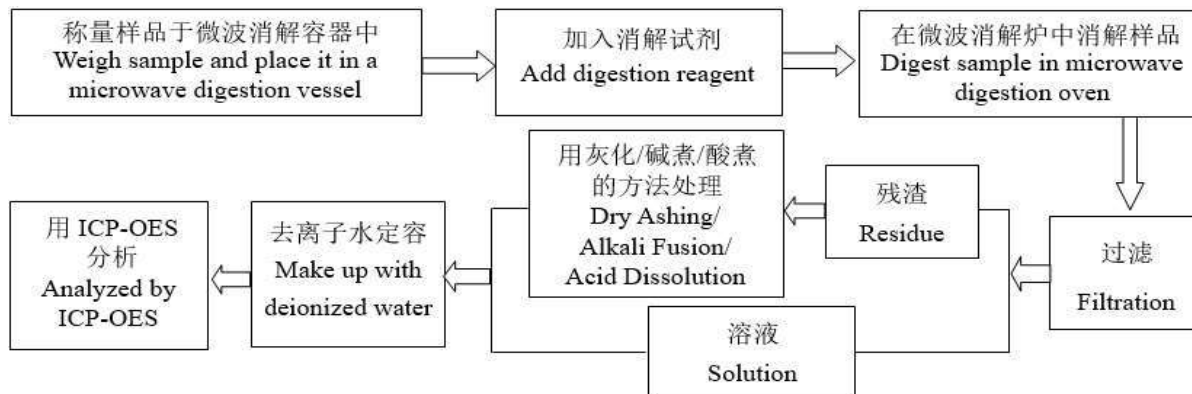 称量样品于微波消解容器中
Weigh sample and place it in a
microwave digestion vessel
加入消解试剂
Add digestion reagent
在微波消解炉中消解样品
Digest sample in microwave
digestion oven
过滤
Filtration
残渣
Residue
用灰化/碱煮/酸煮
的方法处理
Dry Ashing/
Alkali Fusion/
Acid Dissolution
溶液
Solution
去离子水定容
Make up with
deionized water
用 ICP-OES
分析
Analyzed by
ICP-OES